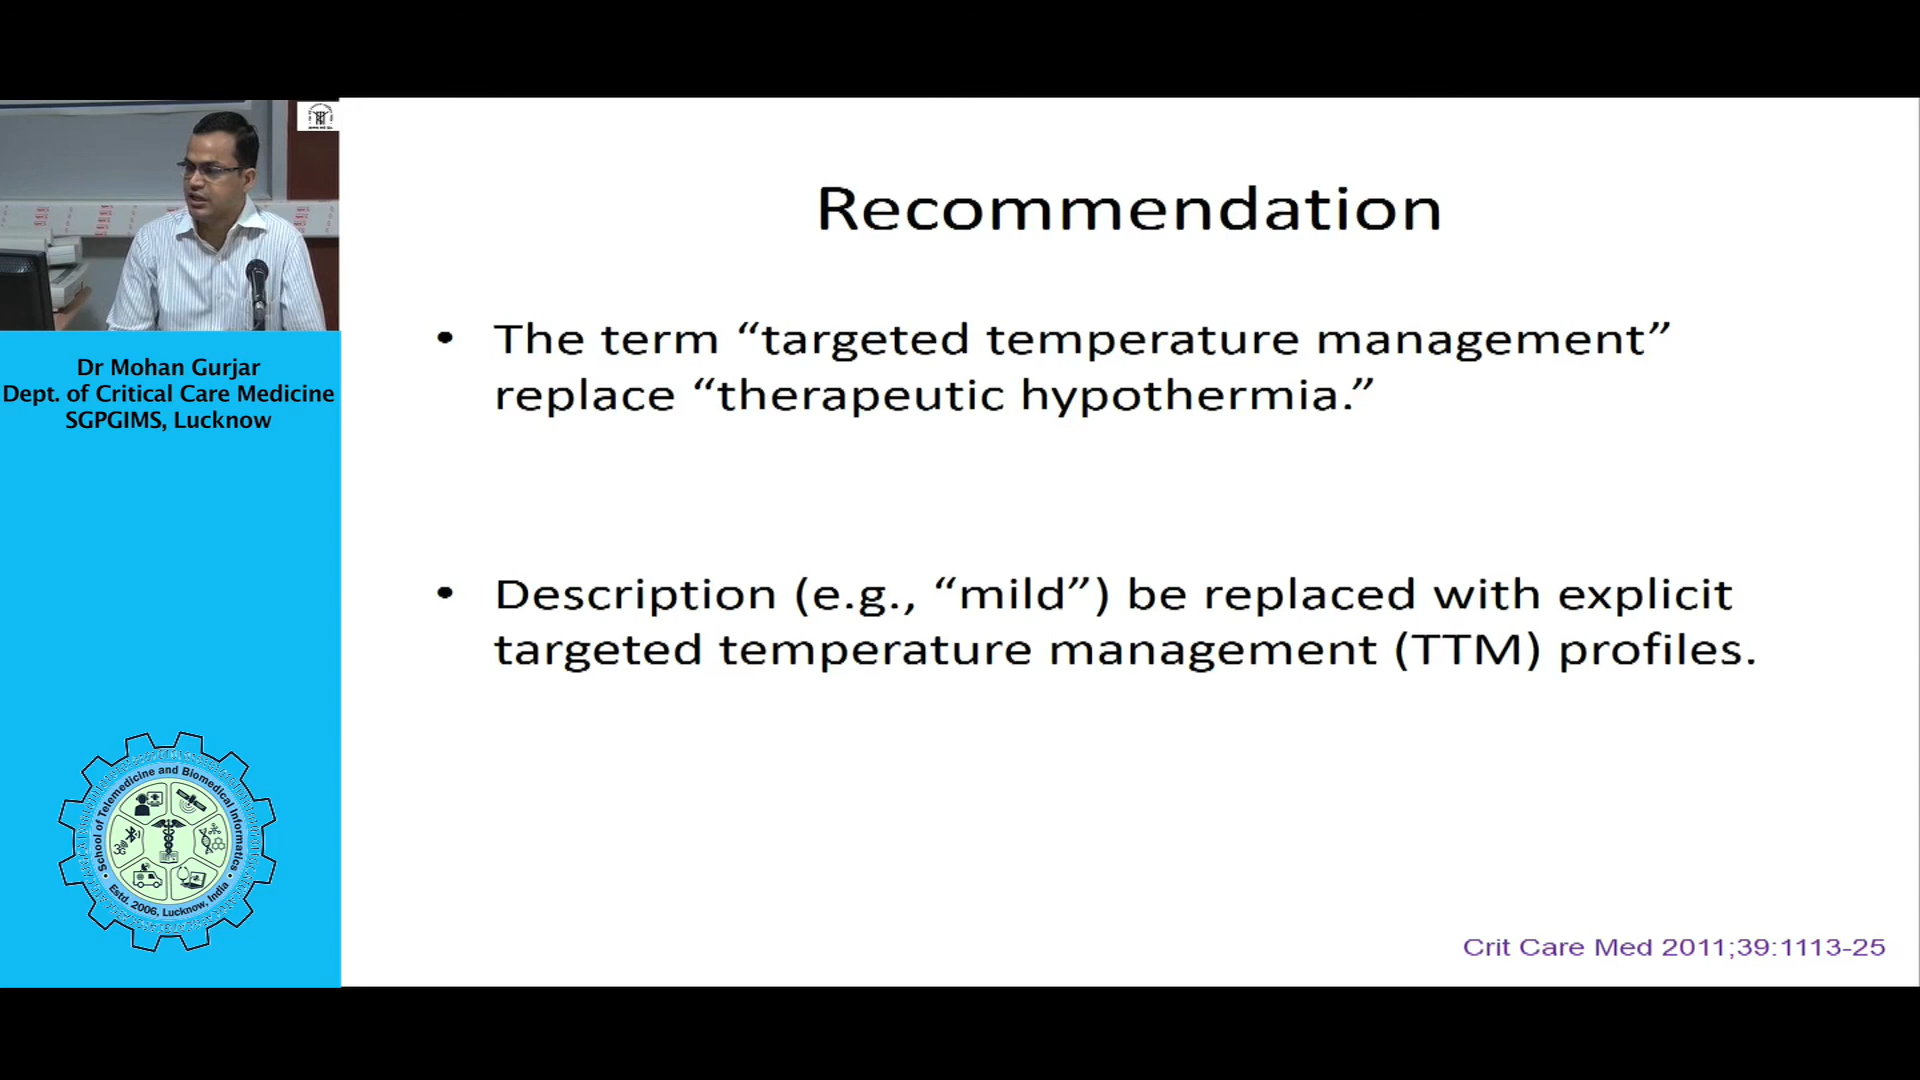 Recommendation
• The term “targeted temperature management”
replace “therapeutic hypothermia.”
• Description (e.g., “mild”) be replaced with explicit
targeted temperature management (TTM) profiles.
Crit Care Med 2011;39:1113-25
Dr Mohan Gurjar
Dept. of Critical Care Medicine
SGPGIMS, Lucknow
School of Telemedicine and Biomedical Informatics
Estd. 2006, Lucknow, India